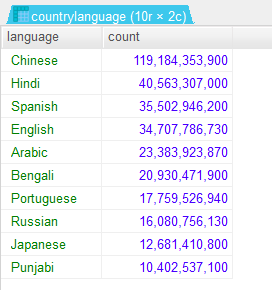 countrylanguage (10r × 2c)
language count
Chinese 119,184,353,900
Hindi 40,563,307,000
Spanish 35,502,946,200
English 34,707,786,730
Arabic 23,383,923,870
Bengali 20,930,471,900
Portuguese 17,759,526,940
Russian 16,080,756,130
Japanese 12,681,410,800
Punjabi 10,402,537,100